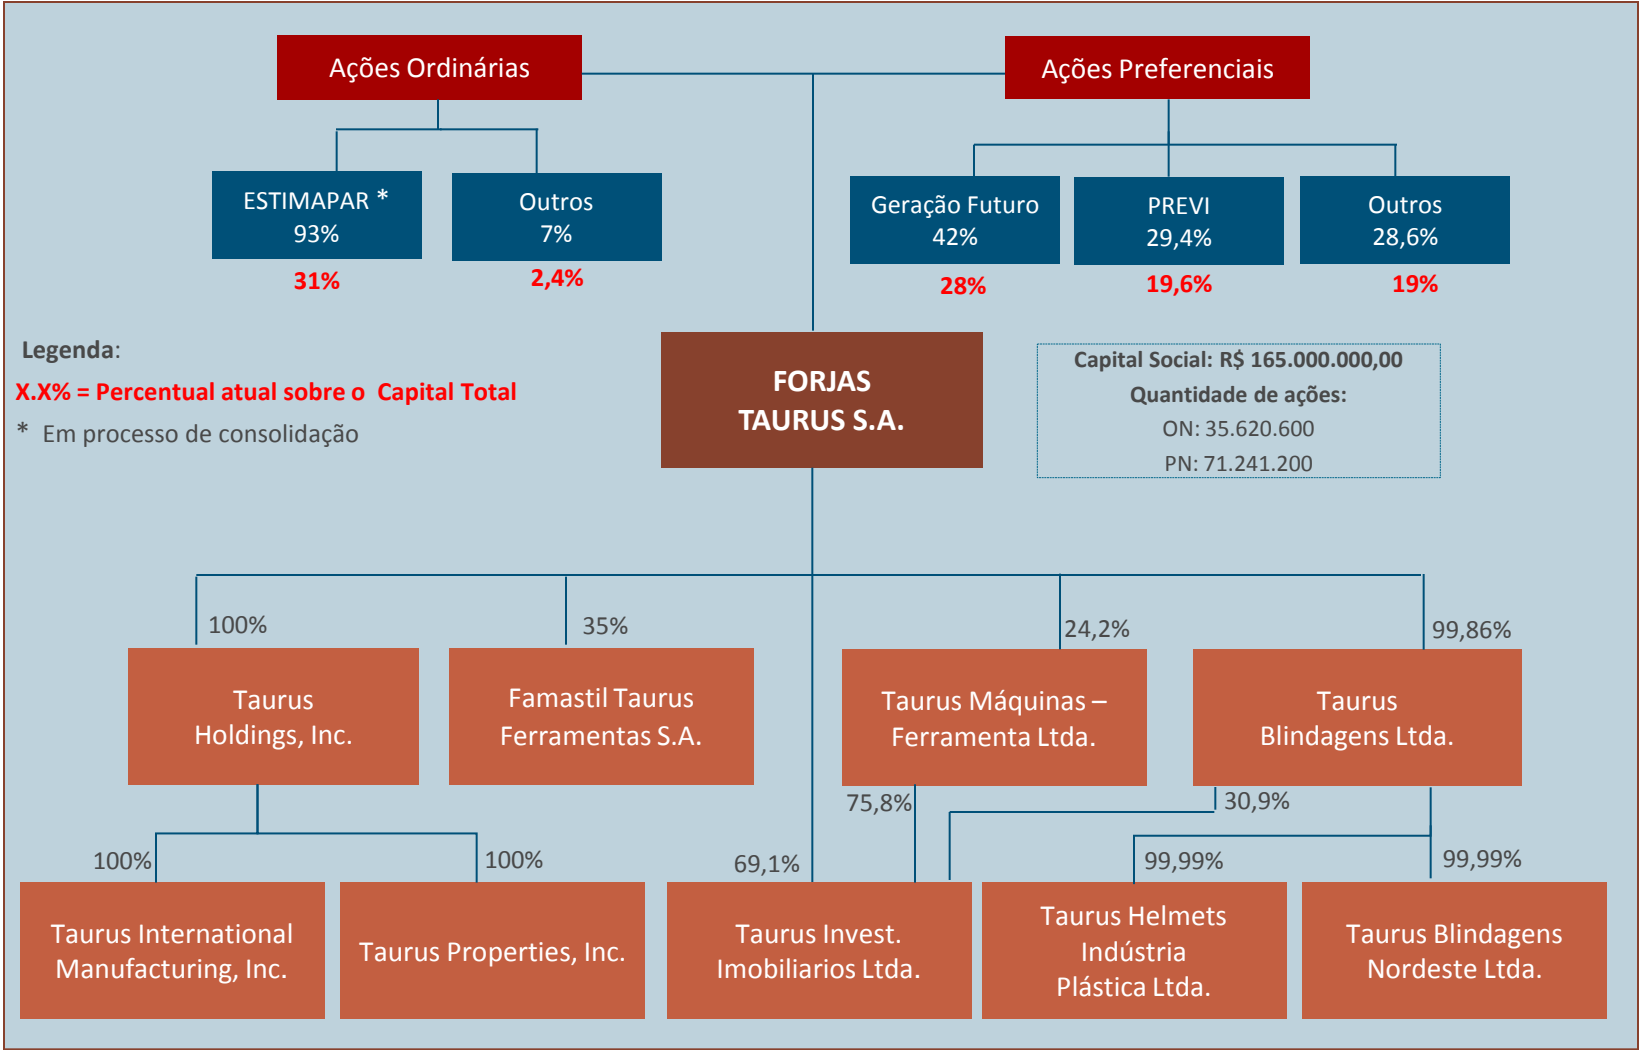 Ações Ordinárias
Ações Preferenciais
ESTIMAPAR *
93%
31%
Outros
7%
2,4%
Geração Futuro
42%
28%
PREVI
29,4%
19,6%
Outros
28,6%
19%
Legenda:
X.X% = Percentual atual sobre o Capital Total
* Em processo de consolidação
FORJAS
TAURUS S.A.
Capital Social: R$ 165.000.000,00
Quantidade de ações:
ON: 35.620.600
PN: 71.241.200
100%
35%
24,2%
99,86%
Taurus
Holdings, Inc.
Famastil Taurus
Ferramentas S.A.
Taurus Máquinas –
Ferramenta Ltda.
Taurus
Blindagens Ltda.
75,8%
30,9%
100%
100%
69,1%
99,99%
99,99%
Taurus International
Manufacturing, Inc.
Taurus Properties, Inc.
Taurus Invest.
Imobiliarios Ltda.
Taurus Helmets
Indústria
Plástica Ltda.
Taurus Blindagens
Nordeste Ltda.